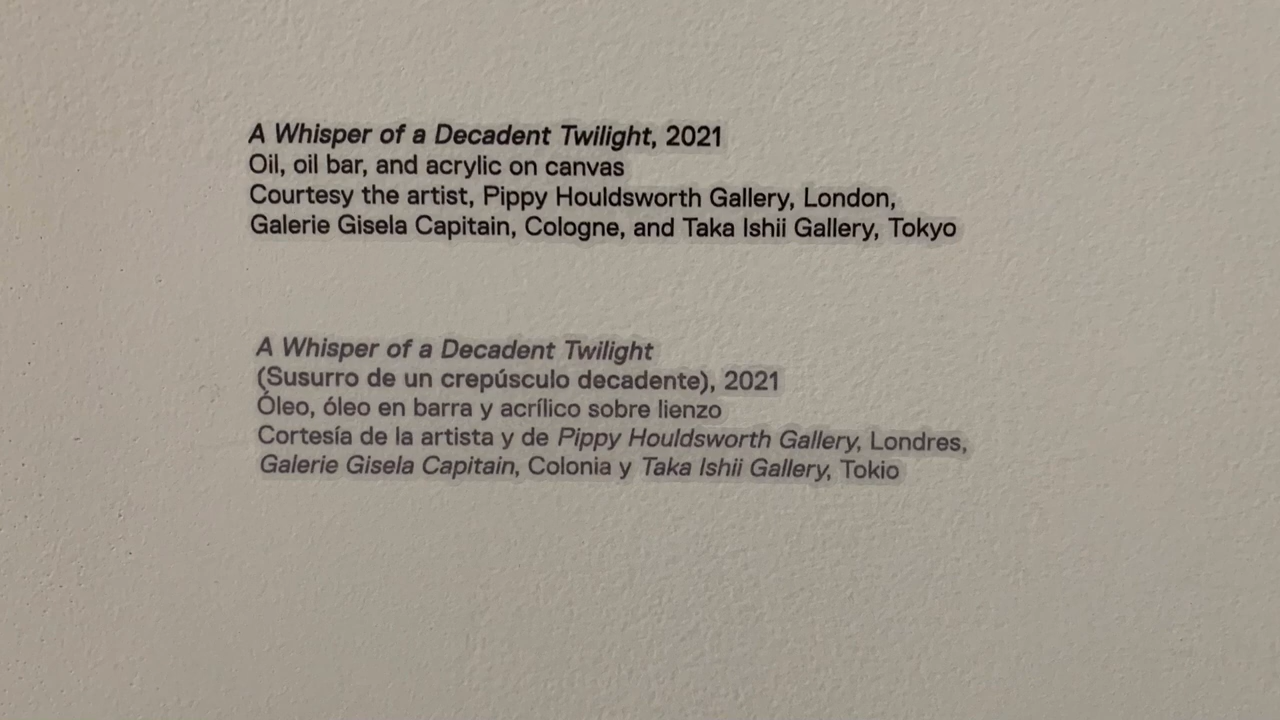 A Whisper of a Decadent Twilight, 2021
Oil, oil bar, and acrylic on canvas
Courtesy the artist, Pippy Houldsworth Gallery, London,
Galerie Gisela Capitain, Cologne, and Taka Ishii Gallery, Tokyo
A Whisper of a Decadent Twilight
(Susurro de un crepúsculo decadente), 2021
Óleo, óleo en barra y acrílico sobre lienzo
Cortesía de la artista y de Pippy Houldsworth Gallery, Londres,
Galerie Gisela Capitain, Colonia y Taka Ishii Gallery, Tokio